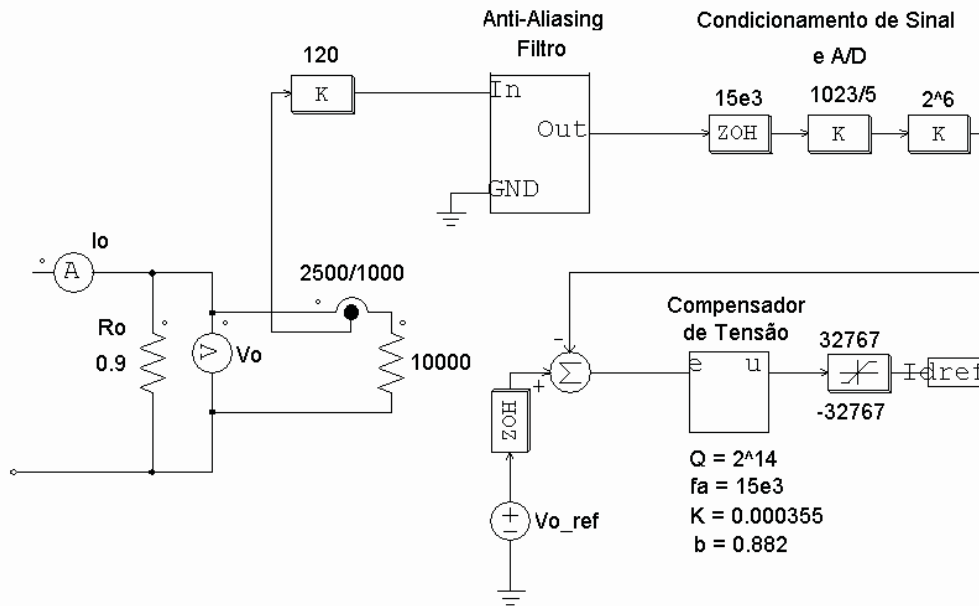 Anti-Aliasing
Filtro
Condicionamento de Sinal
e A/D
120
K
In
Out
GND
15e3
ZOH
1023/5
K
2^6
K
Io
A
2500/1000
Ro
0.9
V
Vo
10000
Compensador
de Tensão
-
+
Σ
e
u
32767
-32767
Idref
ZOH
Vo_ref
Q = 2^14
fa = 15e3
K = 0.000355
b = 0.882